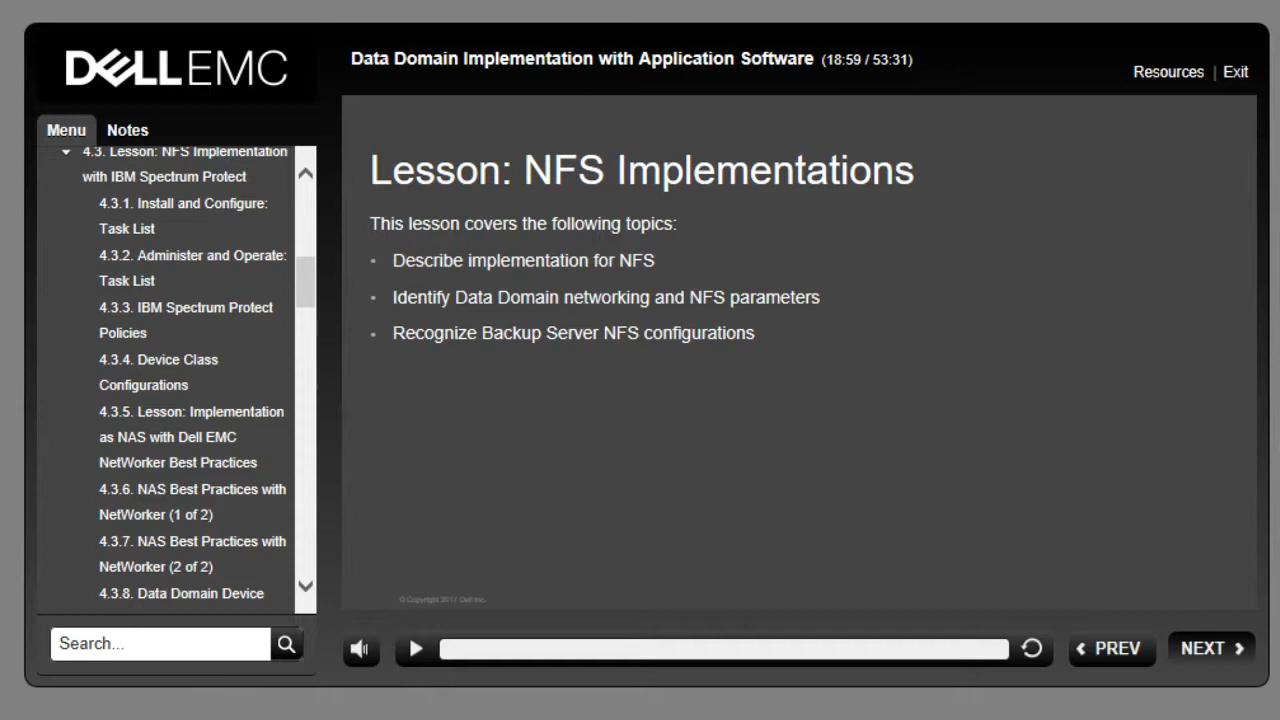 DELL EMC
Data Domain Implementation with Application Software (18:59 / 53:31)
Resources | Exit
Menu
Notes
4.3. Lesson: NFS Implementation
with IBM Spectrum Protect
4.3.1. Install and Configure:
Task List
4.3.2. Administer and Operate:
Task List
4.3.3. IBM Spectrum Protect
Policies
4.3.4. Device Class
Configurations
4.3.5. Lesson: Implementation
as NAS with Dell EMC
NetWorker Best Practices
4.3.6. NAS Best Practices with
NetWorker (1 of 2)
4.3.7. NAS Best Practices with
NetWorker (2 of 2)
4.3.8. Data Domain Device
Search...
Lesson: NFS Implementations
This lesson covers the following topics:
• Describe implementation for NFS
• Identify Data Domain networking and NFS parameters
• Recognize Backup Server NFS configurations
© Copyright 2017 Dell Inc.
PREV
NEXT